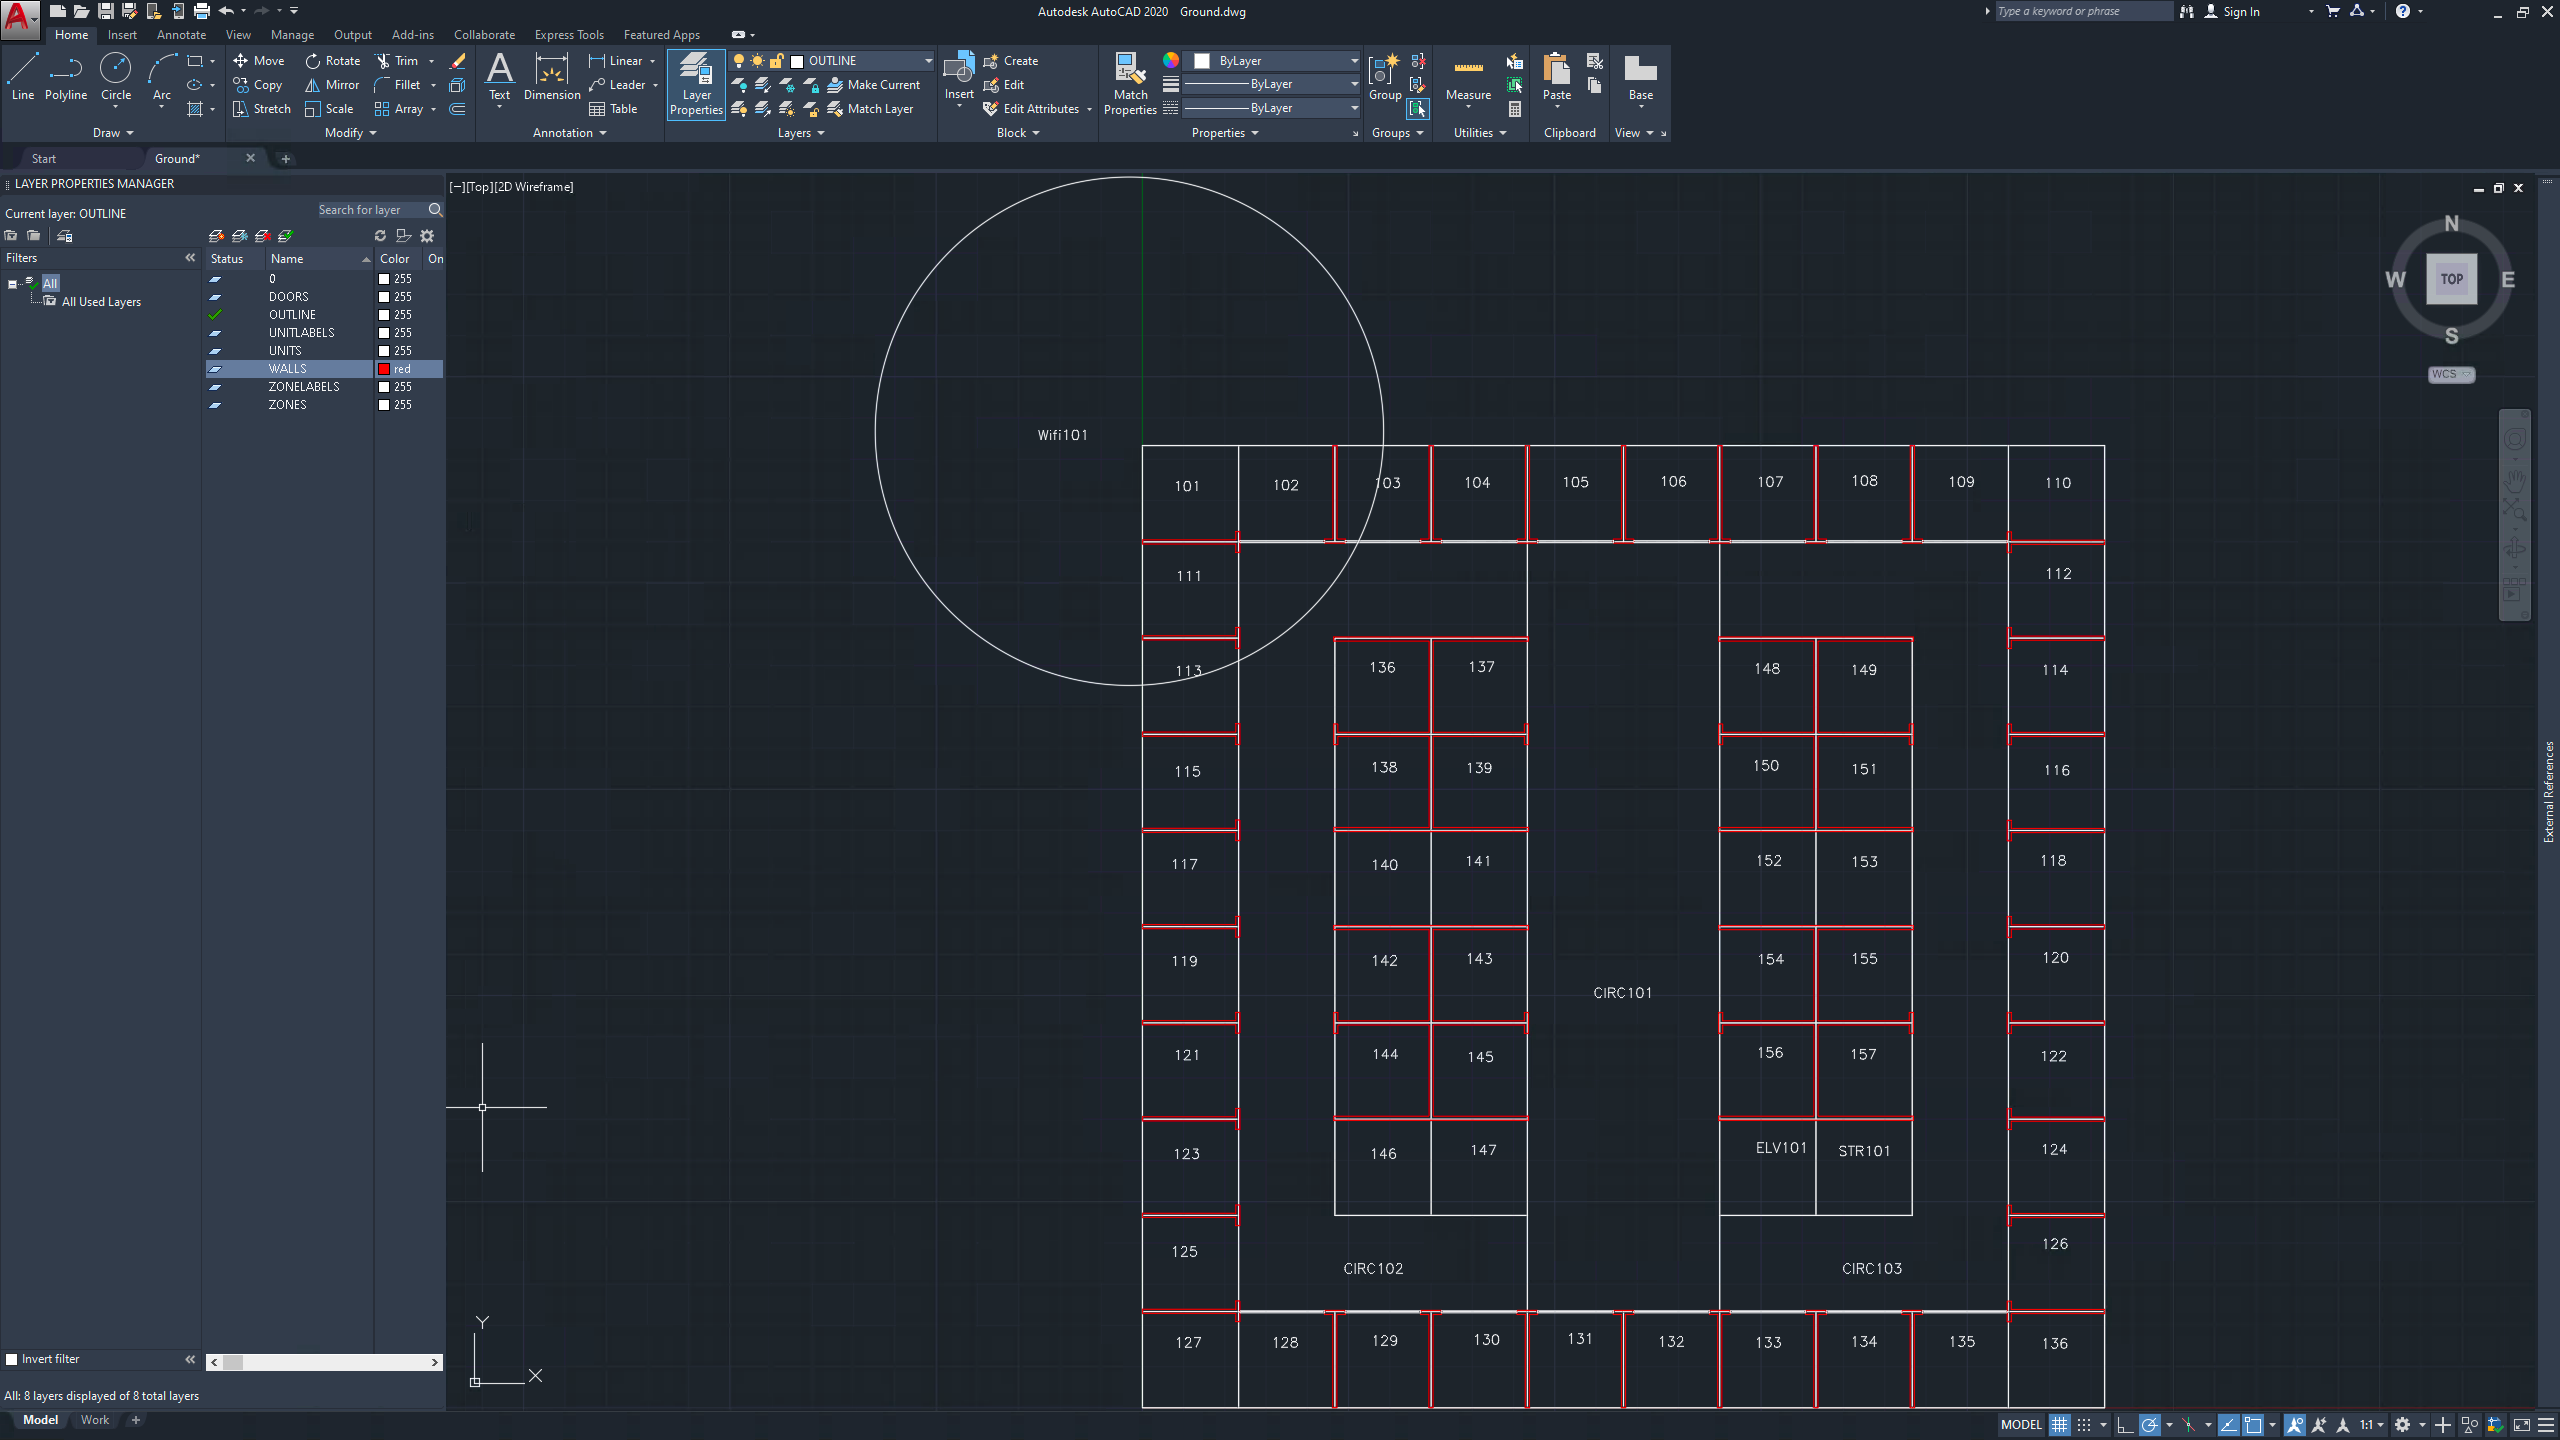 Autodesk AutoCAD 2020 Ground.dwg
Type a keyword or phrase
Sign In
Home Insert Annotate View Manage Output Add-ins Collaborate Express Tools Featured Apps
Line Polyline Circle Arc
Draw
Move Rotate Trim
Copy Mirror Fillet
Stretch Scale Array
Modify
Text Dimension
Linear
Leader
Table
Annotation
Layer Properties
OUTLINE
Make Current
Match Layer
Layers
Insert
Create
Edit
Edit Attributes
Block
Match Properties
ByLayer
ByLayer
ByLayer
Properties
Group
Groups
Measure
Utilities
Paste
Clipboard
Base
View
Start Ground*
LAYER PROPERTIES MANAGER
Current layer: OUTLINE
Search for layer
Filters
All
All Used Layers
Status Name Color On
0 255
DOORS 255
OUTLINE 255
UNITLABELS 255
UNITS 255
WALLS red
ZONELABELS 255
ZONES 255
Invert filter
All: 8 layers displayed of 8 total layers
Model Work
[−][Top][2D Wireframe]
N
W TOP E
S
WCS
External References
Wifi101
101 102 103 104 105 106 107 108 109 110
111 112
113 136 137 148 149 114
115 138 139 150 151 116
117 140 141 152 153 118
119 142 143 154 155 120
CIRC101
121 144 145 156 157 122
123 146 147 ELV101 STR101 124
125 126
CIRC102 CIRC103
127 128 129 130 131 132 133 134 135 136
Y
X
MODEL 1:1